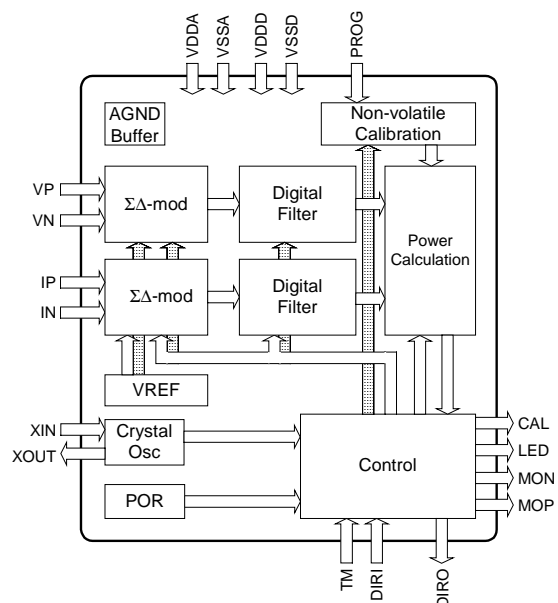 VDDA
VSSA
VDDD
VSSD
PROG
AGND
Buffer
Non-volatile
Calibration
VP
VN
ΣΔ-mod
Digital
Filter
Power
Calculation
IP
IN
ΣΔ-mod
Digital
Filter
VREF
XIN
XOUT
Crystal
Osc
Control
CAL
LED
MON
MOP
POR
TM
DIRI
DIRO